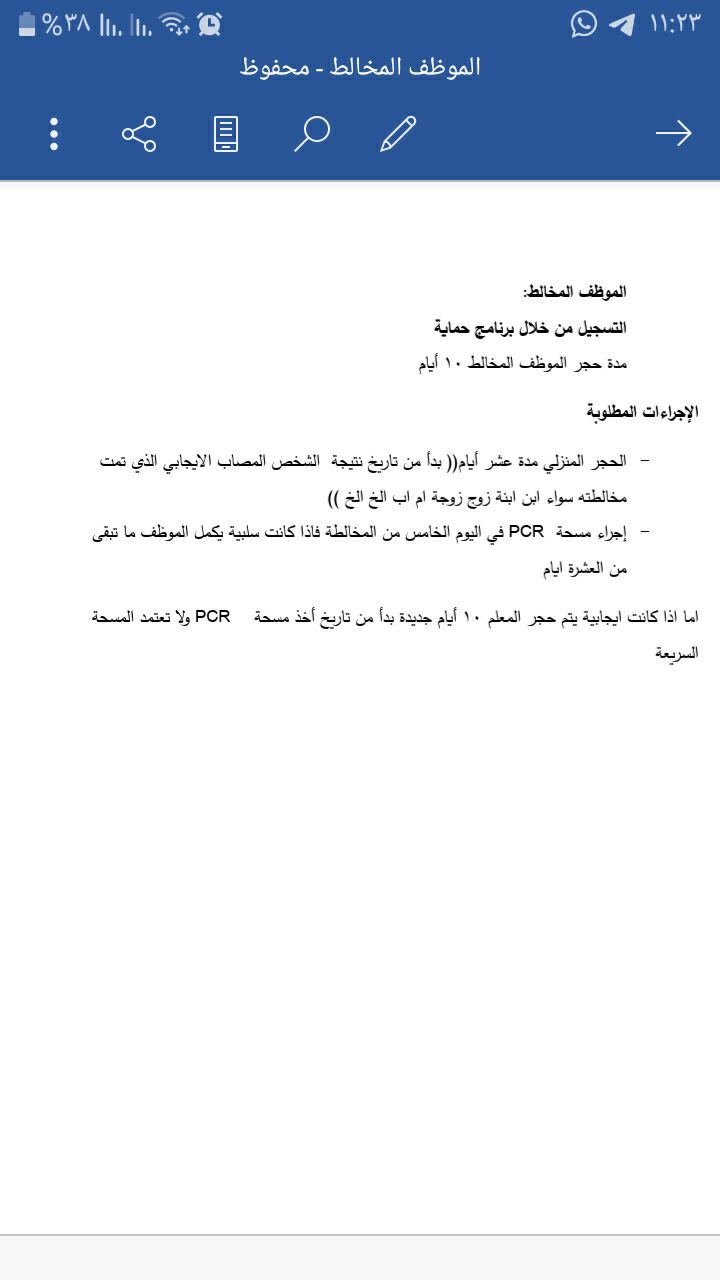 %٣٨ ١١:٢٣
الموظف المخالط - محفوظ
الموظف المخالط:
التسجيل من خلال برنامج حماية
مدة حجر الموظف المخالط ١٠ أيام
الإجراءات المطلوبة
- الحجر المنزلي مدة عشر أيام(( بدأ من تاريخ نتيجة الشخص المصاب الايجابي الذي تمت
مخالطته سواء ابن ابنة زوج زوجة ام اب الخ الخ ))
- إجراء مسحة PCR في اليوم الخامس من المخالطة فاذا كانت سلبية يكمل الموظف ما تبقى
من العشرة ايام
اما اذا كانت ايجابية يتم حجر المعلم ١٠ أيام جديدة بدأ من تاريخ أخذ مسحة PCR ولا تعتمد المسحة
السريعة